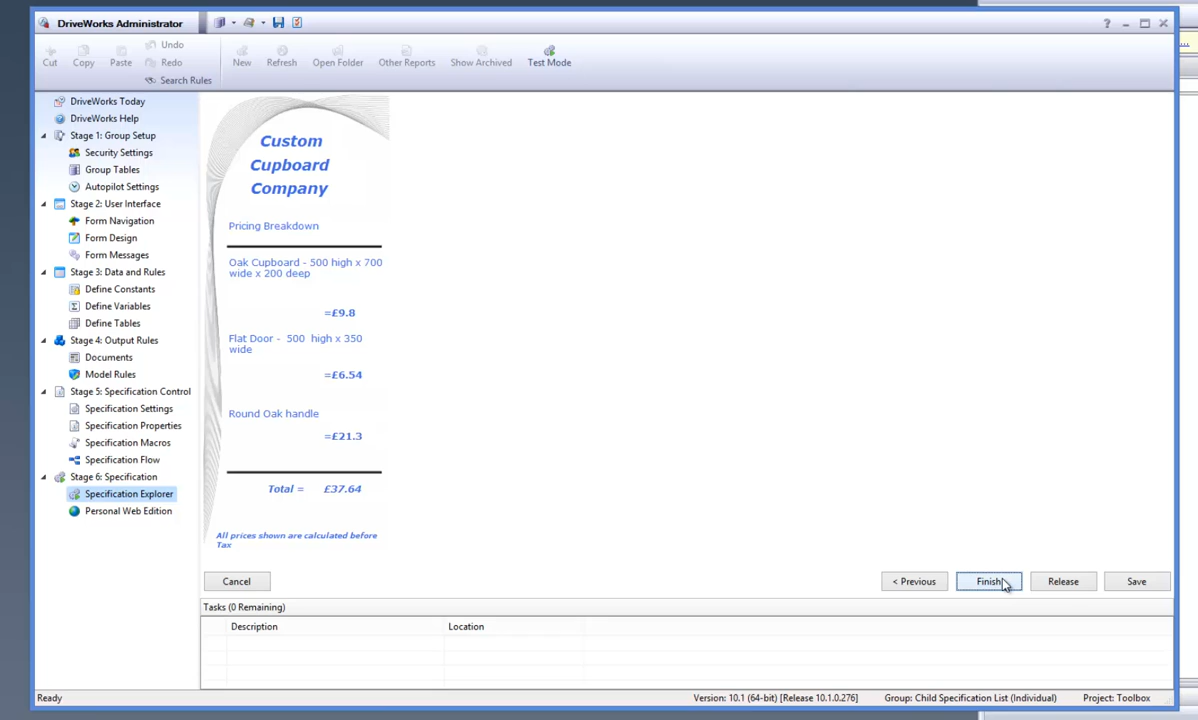 DriveWorks Administrator
?
Cut
Copy
Paste
Undo
Redo
Search Rules
New
Refresh
Open Folder
Other Reports
Show Archived
Test Mode
DriveWorks Today
DriveWorks Help
Stage 1: Group Setup
Security Settings
Group Tables
Autopilot Settings
Stage 2: User Interface
Form Navigation
Form Design
Form Messages
Stage 3: Data and Rules
Define Constants
Define Variables
Define Tables
Stage 4: Output Rules
Documents
Model Rules
Stage 5: Specification Control
Specification Settings
Specification Properties
Specification Macros
Specification Flow
Stage 6: Specification
Specification Explorer
Personal Web Edition
Custom
Cupboard
Company
Pricing Breakdown
Oak Cupboard - 500 high x 700
wide x 200 deep
=£9.8
Flat Door - 500 high x 350
wide
=£6.54
Round Oak handle
=£21.3
Total = £37.64
All prices shown are calculated before
Tax
Cancel
< Previous
Finish
Release
Save
Tasks (0 Remaining)
Description
Location
Ready
Version: 10.1 (64-bit) [Release 10.1.0.276]
Group: Child Specification List (Individual)
Project: Toolbox